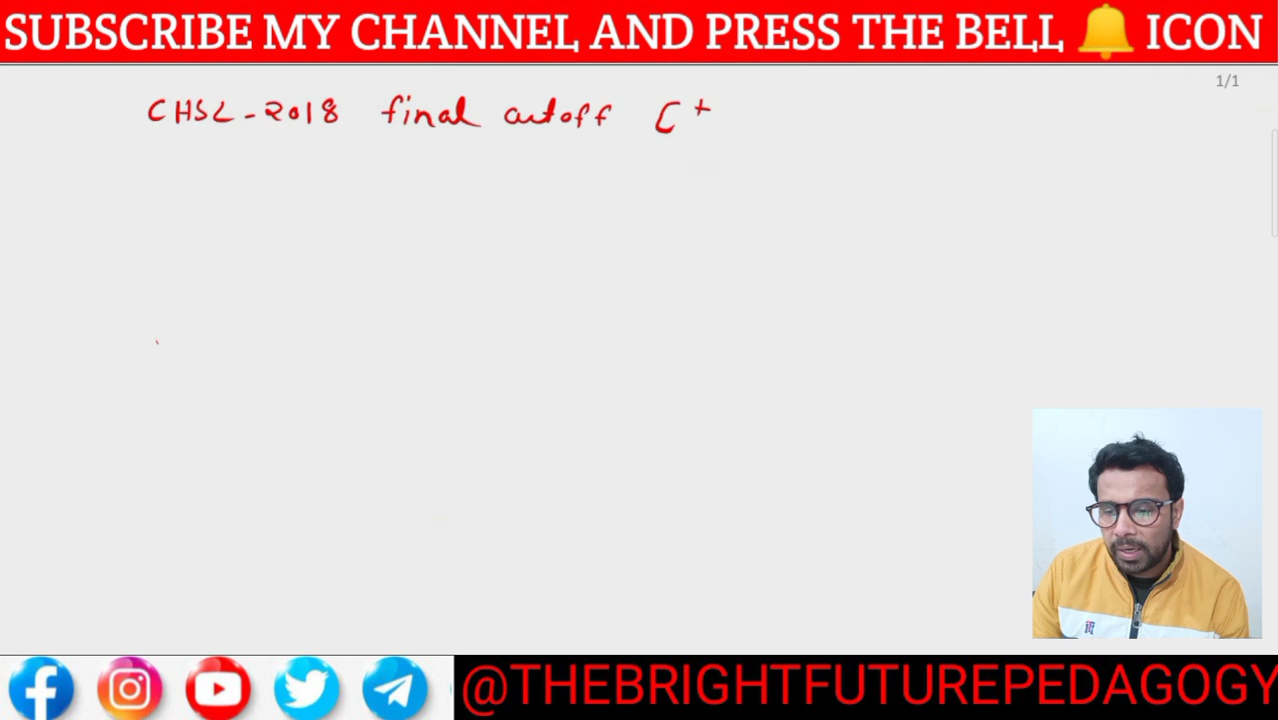 SUBSCRIBE MY CHANNEL AND PRESS THE BELL 🔔 ICON
1/1
CHSL-2018 final cutoff [ +
@THEBRIGHTFUTUREPEDAGOGY